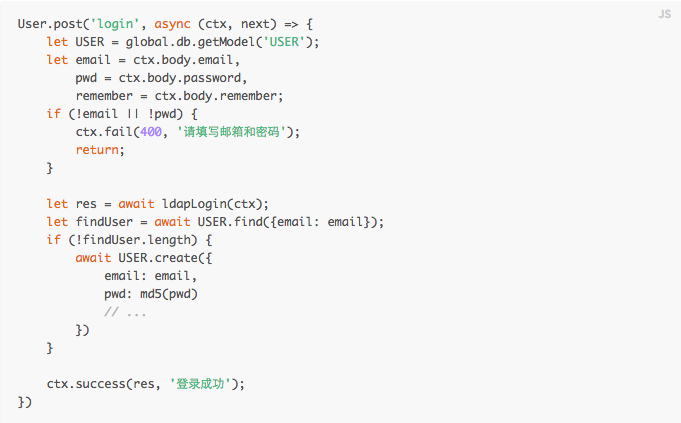 JS
User.post('login', async (ctx, next) => {
    let USER = global.db.getModel('USER');
    let email = ctx.body.email,
        pwd = ctx.body.password,
        remember = ctx.body.remember;
    if (!email || !pwd) {
        ctx.fail(400, '请填写邮箱和密码');
        return;
    }

    let res = await ldapLogin(ctx);
    let findUser = await USER.find({email: email});
    if (!findUser.length) {
        await USER.create({
            email: email,
            pwd: md5(pwd)
            // ...
        })
    }

    ctx.success(res, '登录成功');
})